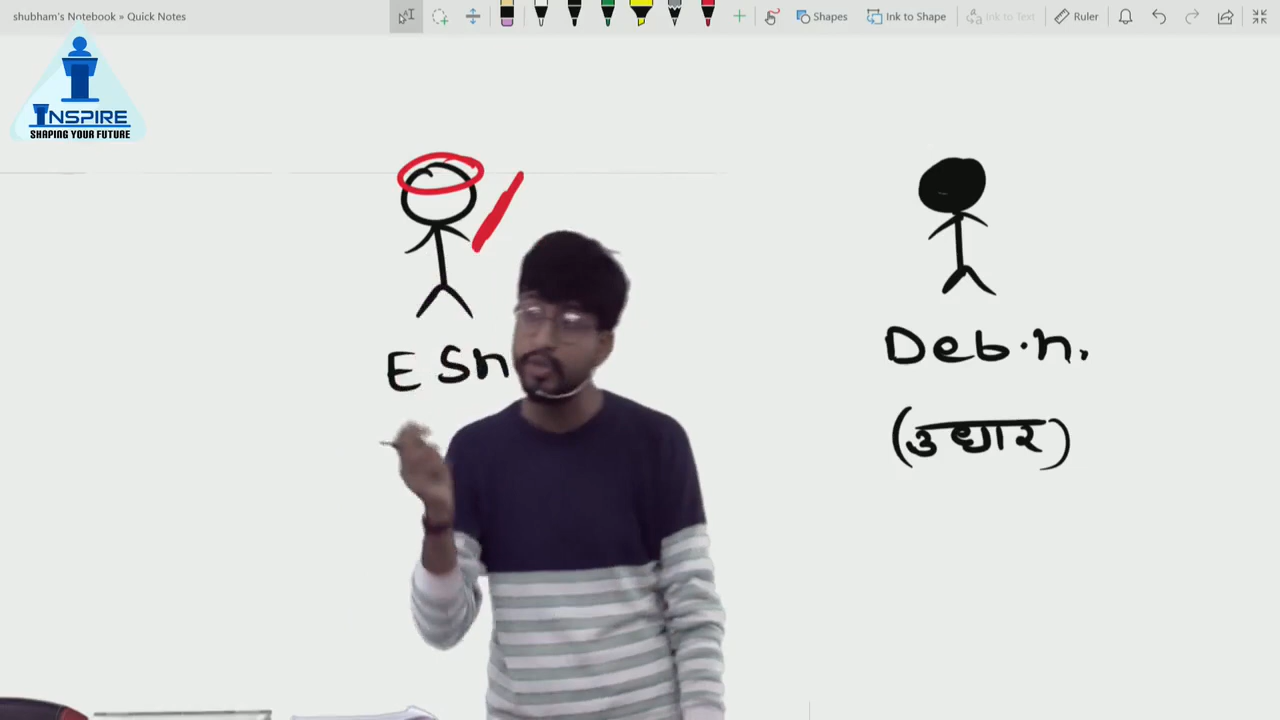 shubham's Notebook » Quick Notes
Shapes
Ink to Shape
Ink to Text
Ruler
INSPIRE
SHAPING YOUR FUTURE
E Sh
Deb.n.
(उधार)